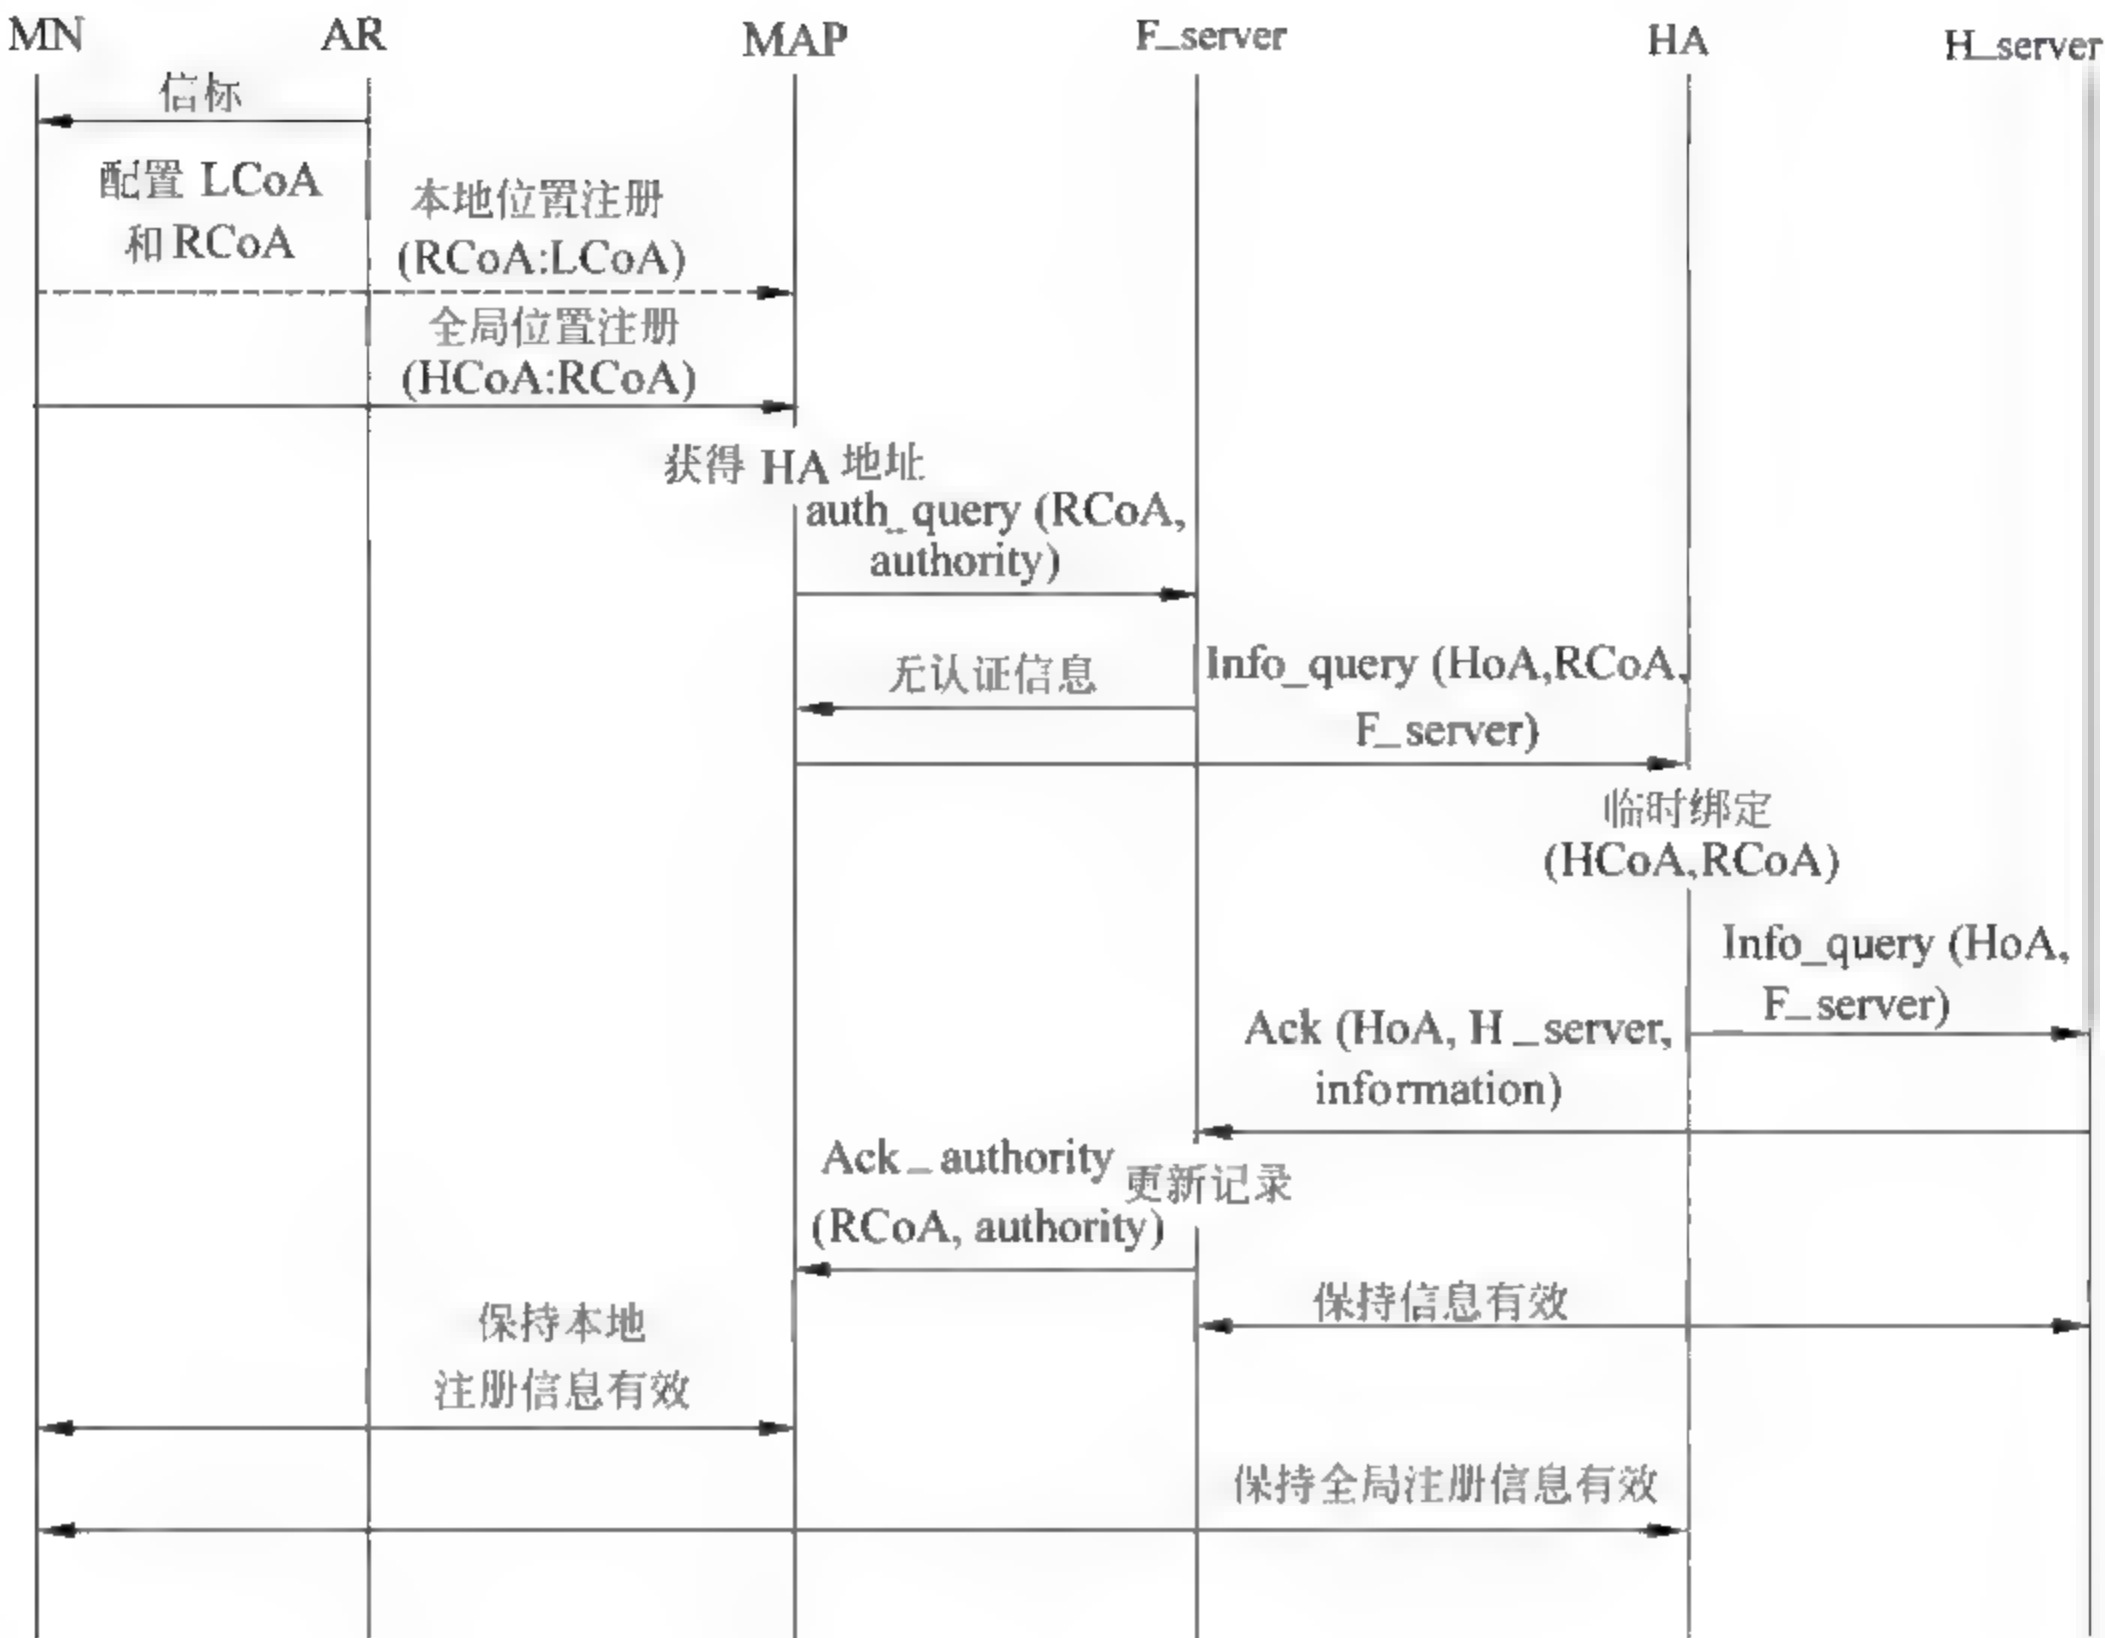 MN
AR
MAP
F_server
HA
H_server
信标
配置 LCoA
和 RCoA
本地位置注册
(RCoA:LCoA)
全局位置注册
(HCoA:RCoA)
获得 HA 地址
auth_query (RCoA,
authority)
无认证信息
Info_query (HoA,RCoA,
F_server)
临时绑定
(HCoA,RCoA)
Info_query (HoA,
F_server)
Ack (HoA, H_server,
information)
更新记录
Ack_authority
(RCoA, authority)
保持信息有效
保持本地
注册信息有效
保持全局注册信息有效